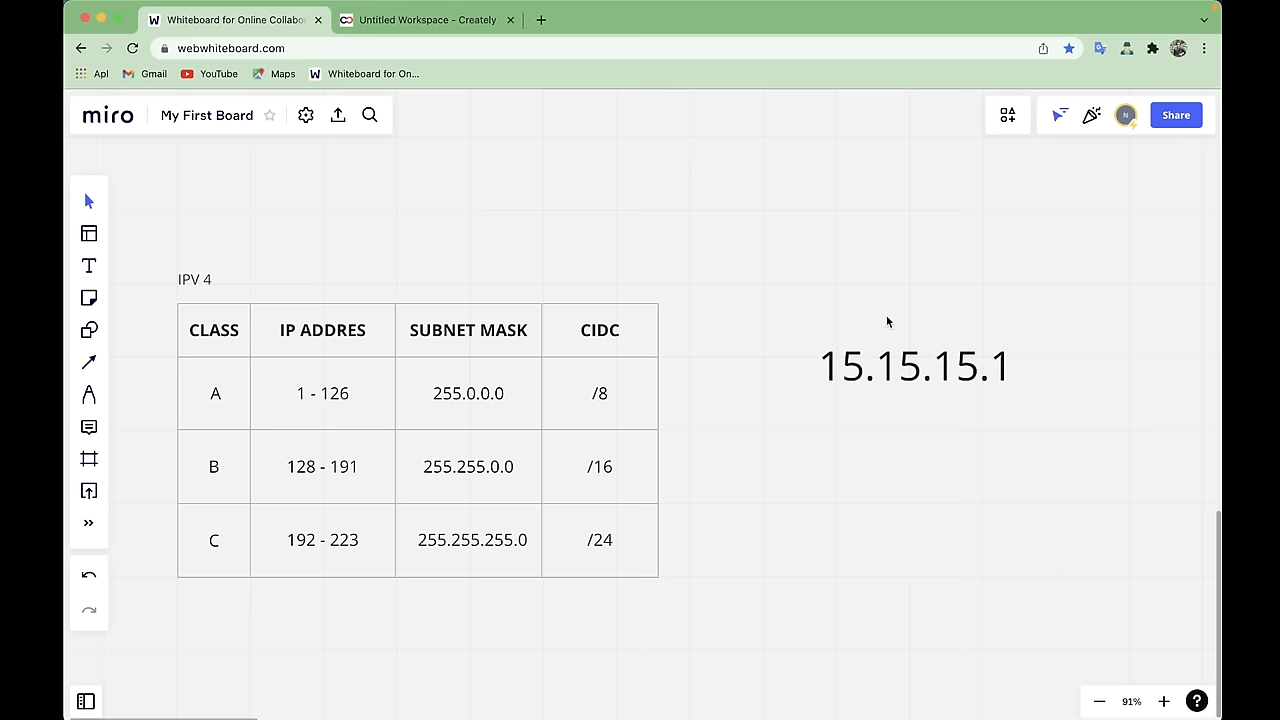 Whiteboard for Online Collabo
Untitled Workspace - Creately
webwhiteboard.com
Apl
Gmail
YouTube
Maps
Whiteboard for On...
miro
My First Board
N
Share
IPV 4
CLASS IP ADDRES SUBNET MASK CIDC
A 1 - 126 255.0.0.0 /8
B 128 - 191 255.255.0.0 /16
C 192 - 223 255.255.255.0 /24
15.15.15.1
91%